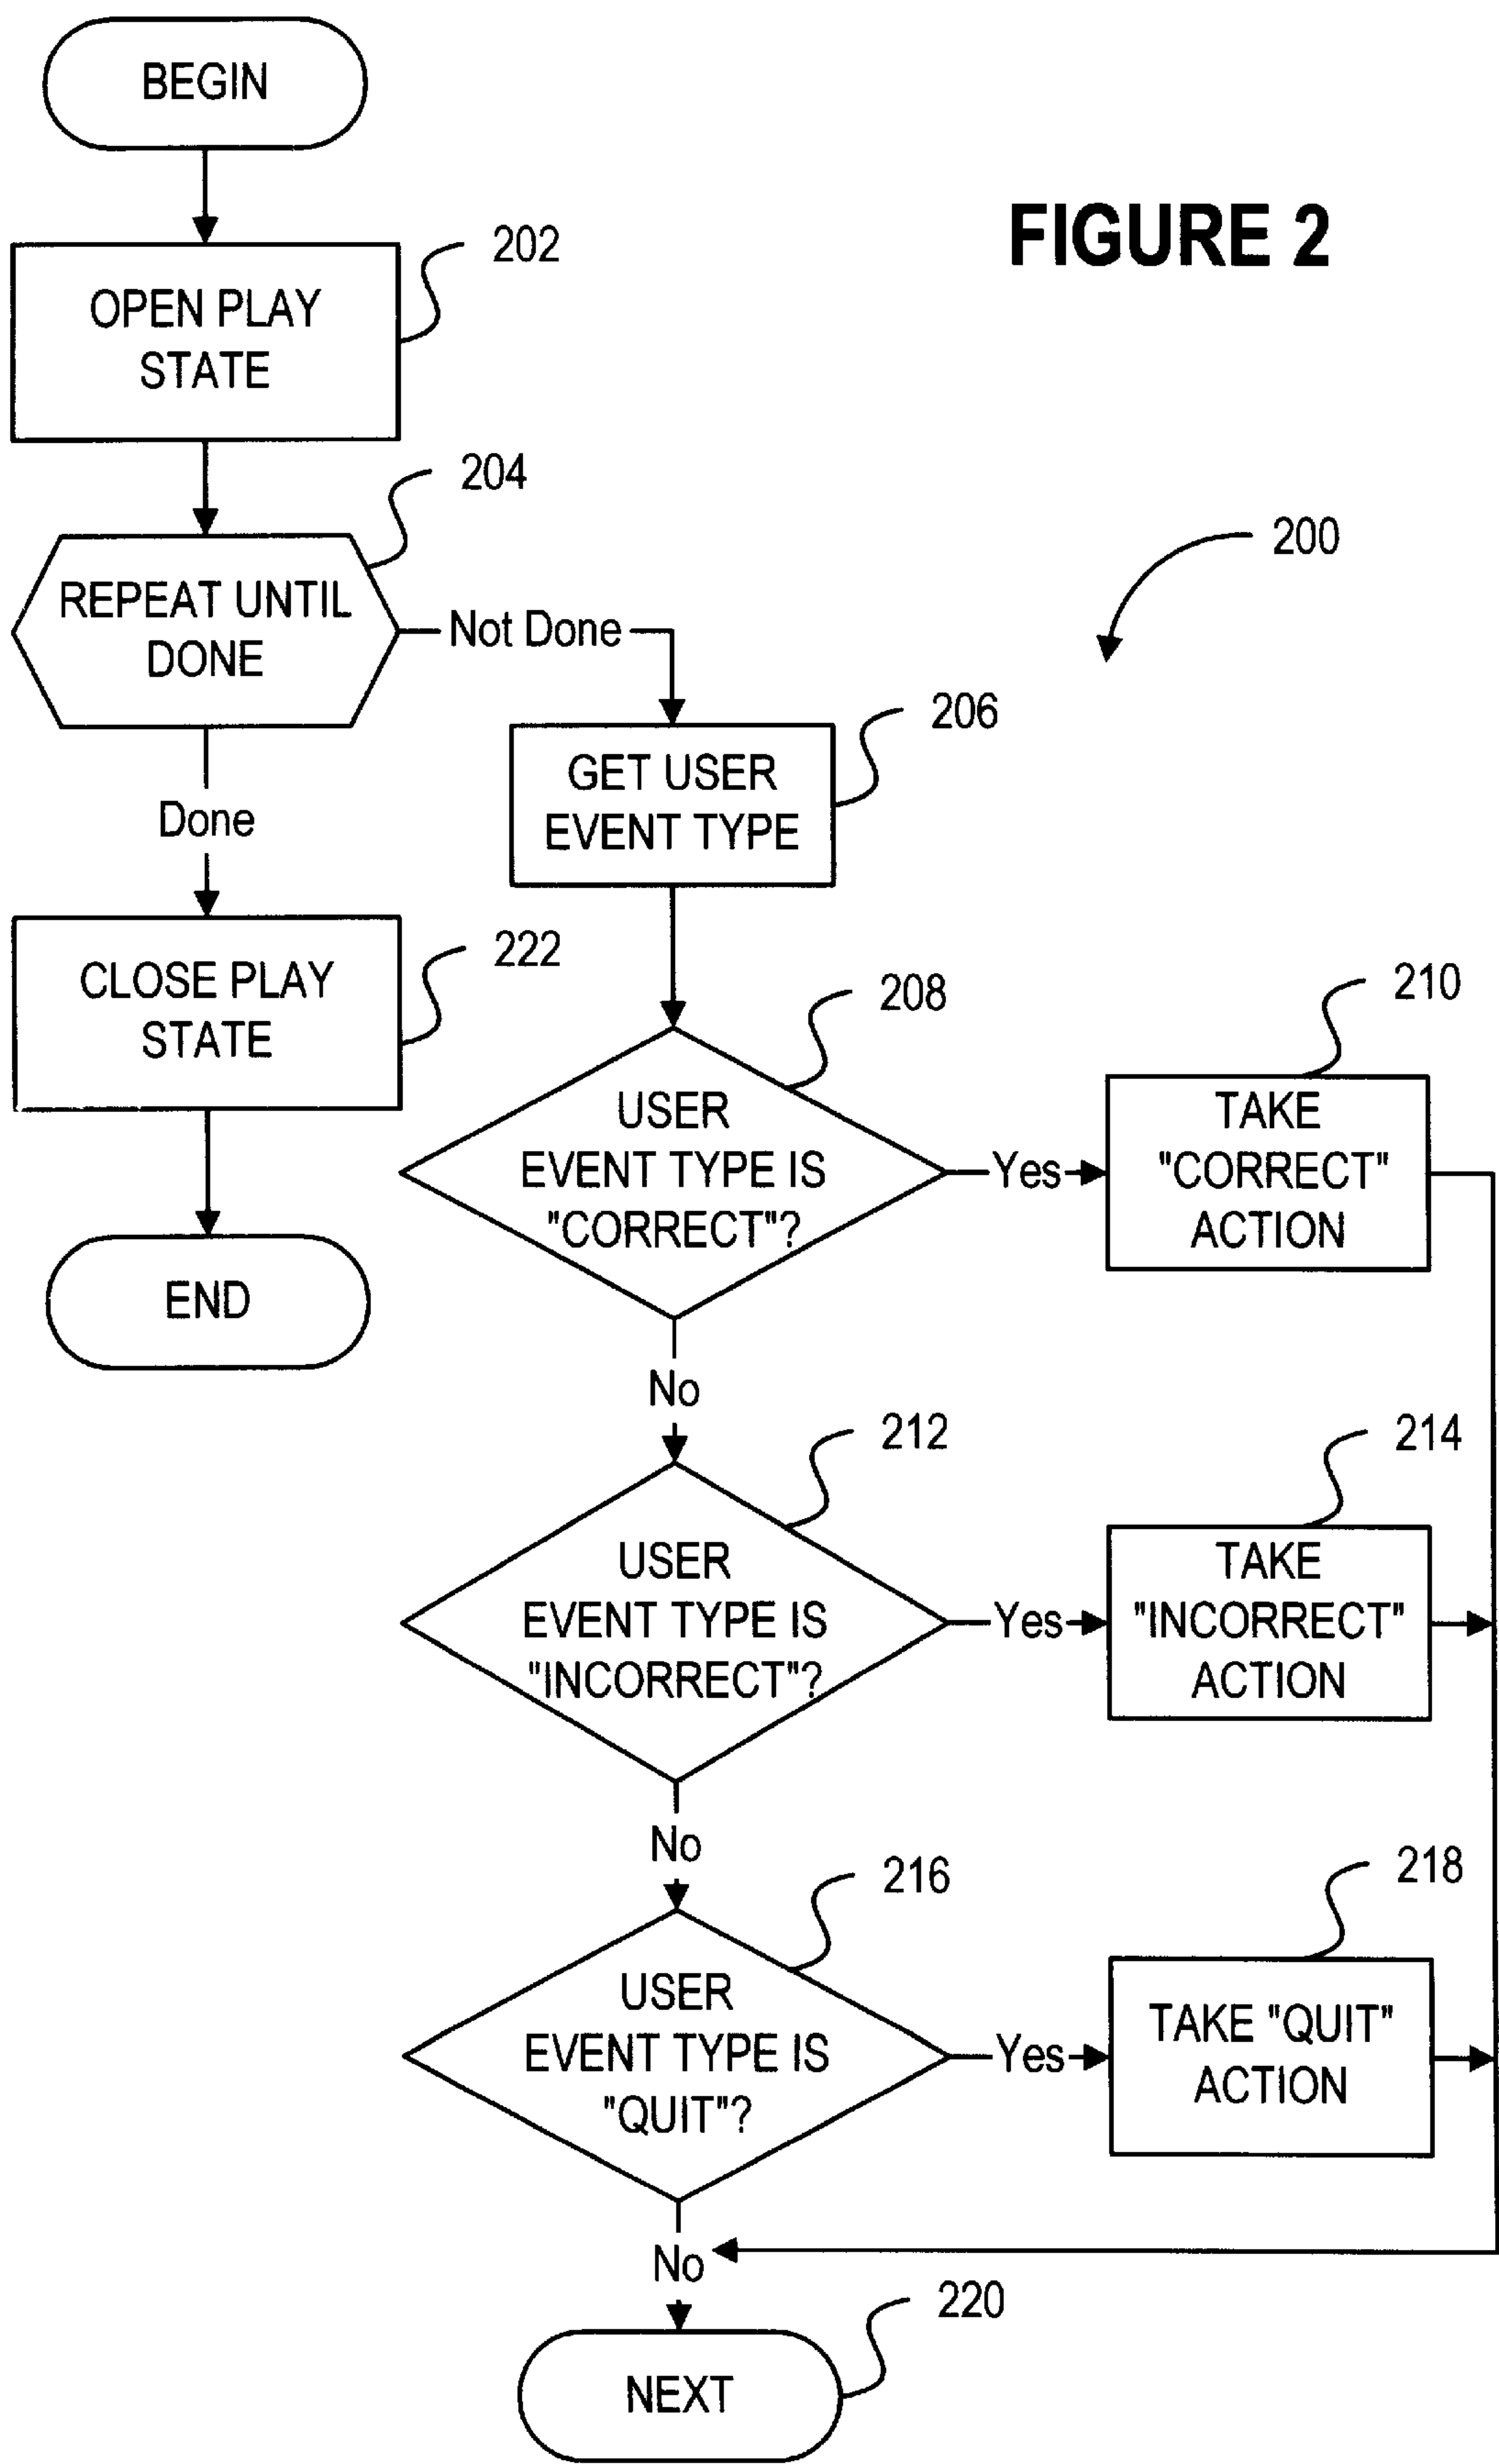 BEGIN
FIGURE 2
202
OPEN PLAY
STATE
204
REPEAT UNTIL
DONE
Not Done
200
206
GET USER
EVENT TYPE
Done
222
CLOSE PLAY
STATE
END
208
USER
EVENT TYPE IS
"CORRECT"?
Yes
210
TAKE
"CORRECT"
ACTION
No
212
USER
EVENT TYPE IS
"INCORRECT"?
Yes
214
TAKE
"INCORRECT"
ACTION
No
216
USER
EVENT TYPE IS
"QUIT"?
Yes
218
TAKE "QUIT"
ACTION
No
220
NEXT